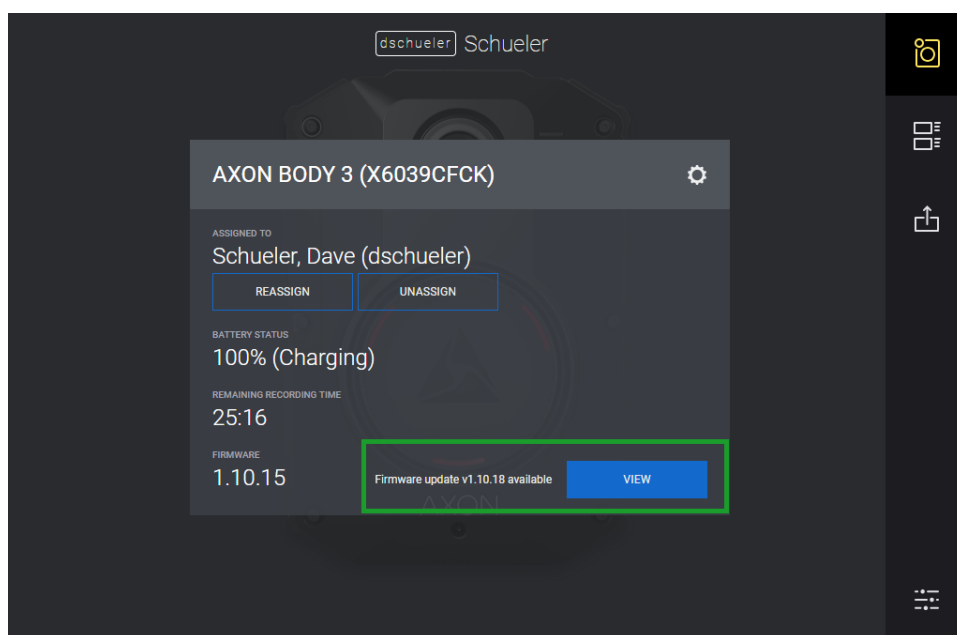 dschueler Schueler
AXON BODY 3 (X6039CFCK)
ASSIGNED TO
Schueler, Dave (dschueler)
REASSIGN UNASSIGN
BATTERY STATUS
100% (Charging)
REMAINING RECORDING TIME
25:16
FIRMWARE
1.10.15 Firmware update v1.10.18 available VIEW
AXON